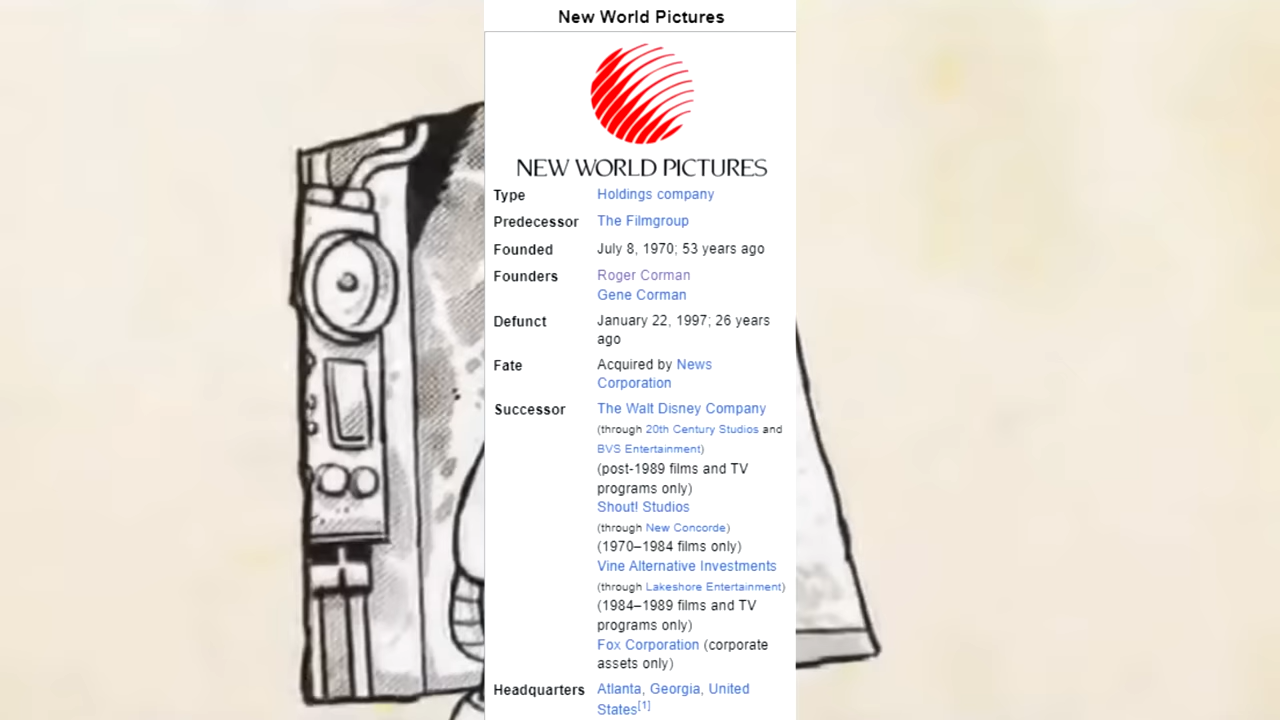 New World Pictures
NEW WORLD PICTURES
Type Holdings company
Predecessor The Filmgroup
Founded July 8, 1970; 53 years ago
Founders Roger Corman
Gene Corman
Defunct January 22, 1997; 26 years
ago
Fate Acquired by News
Corporation
Successor The Walt Disney Company
(through 20th Century Studios and
BVS Entertainment)
(post-1989 films and TV
programs only)
Shout! Studios
(through New Concorde)
(1970–1984 films only)
Vine Alternative Investments
(through Lakeshore Entertainment)
(1984–1989 films and TV
programs only)
Fox Corporation (corporate
assets only)
Headquarters Atlanta, Georgia, United
States[1]